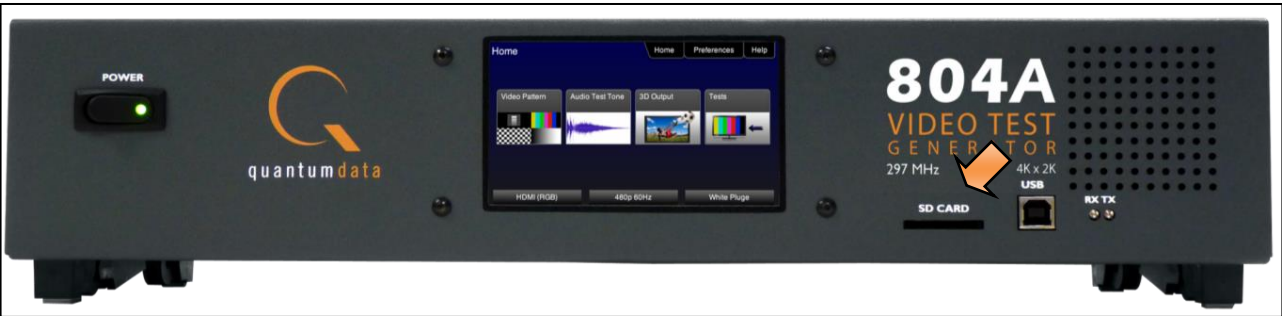 POWER
quantumdata
Home
Home Preferences Help
Video Pattern Audio Test Tone 3D Output Tests
HDMI (RGB) 480p 60Hz White Pluge
804A
VIDEO TEST
GENERATOR
297 MHz 4K x 2K
USB
SD CARD
RX TX